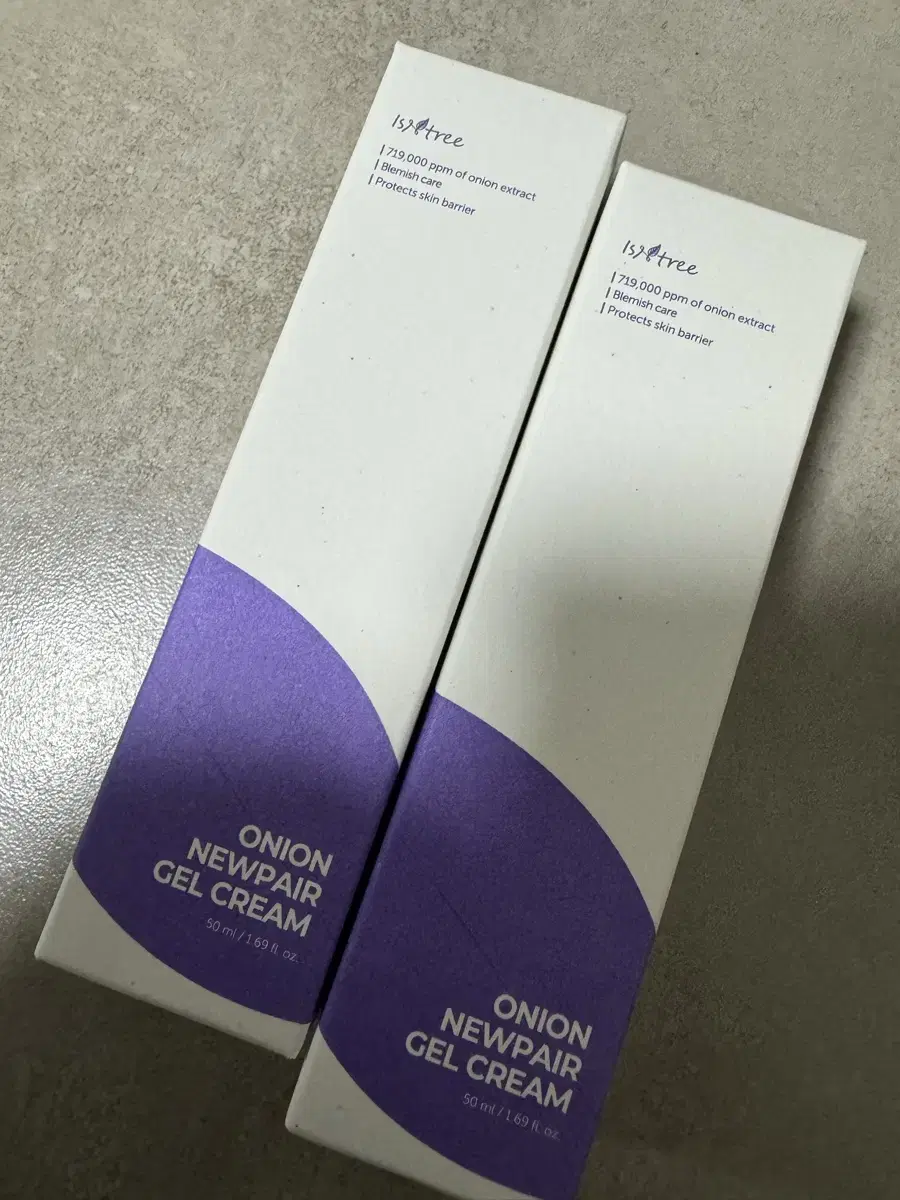 Isntree
719,000 ppm of onion extract
Blemish care
Protects skin barrier
ONION
NEWPAIR
GEL CREAM
50 ml / 1.69 fl. oz.
Isntree
719,000 ppm of onion extract
Blemish care
Protects skin barrier
ONION
NEWPAIR
GEL CREAM
50 ml / 1.69 fl. oz.